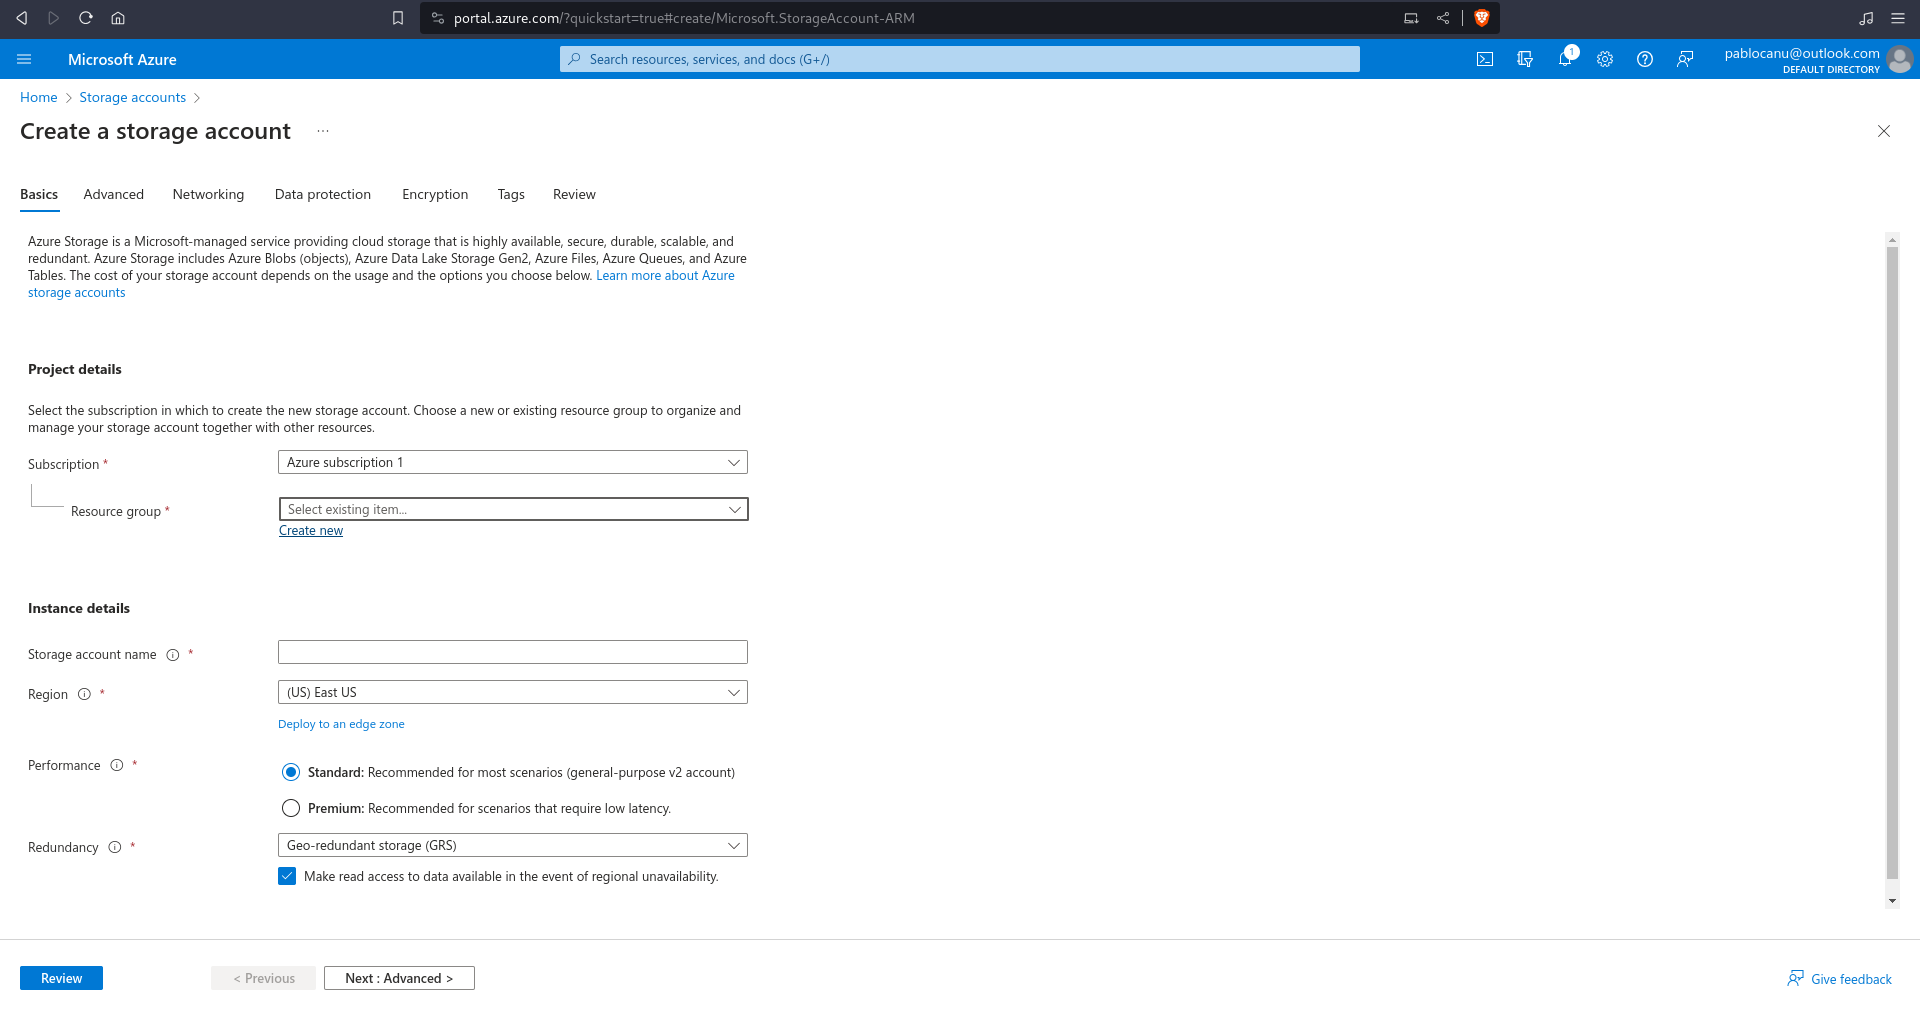 portal.azure.com/?quickstart=true#create/Microsoft.StorageAccount-ARM
Microsoft Azure
Search resources, services, and docs (G+/)
1
pablocanu@outlook.com
DEFAULT DIRECTORY
Home > Storage accounts >
Create a storage account ...
Basics Advanced Networking Data protection Encryption Tags Review
Azure Storage is a Microsoft-managed service providing cloud storage that is highly available, secure, durable, scalable, and
redundant. Azure Storage includes Azure Blobs (objects), Azure Data Lake Storage Gen2, Azure Files, Azure Queues, and Azure
Tables. The cost of your storage account depends on the usage and the options you choose below. Learn more about Azure
storage accounts
Project details
Select the subscription in which to create the new storage account. Choose a new or existing resource group to organize and
manage your storage account together with other resources.
Subscription * Azure subscription 1
Resource group * Select existing item...
Create new
Instance details
Storage account name *
Region * (US) East US
Deploy to an edge zone
Performance * Standard: Recommended for most scenarios (general-purpose v2 account)
Premium: Recommended for scenarios that require low latency.
Redundancy * Geo-redundant storage (GRS)
Make read access to data available in the event of regional unavailability.
Review < Previous Next : Advanced > Give feedback